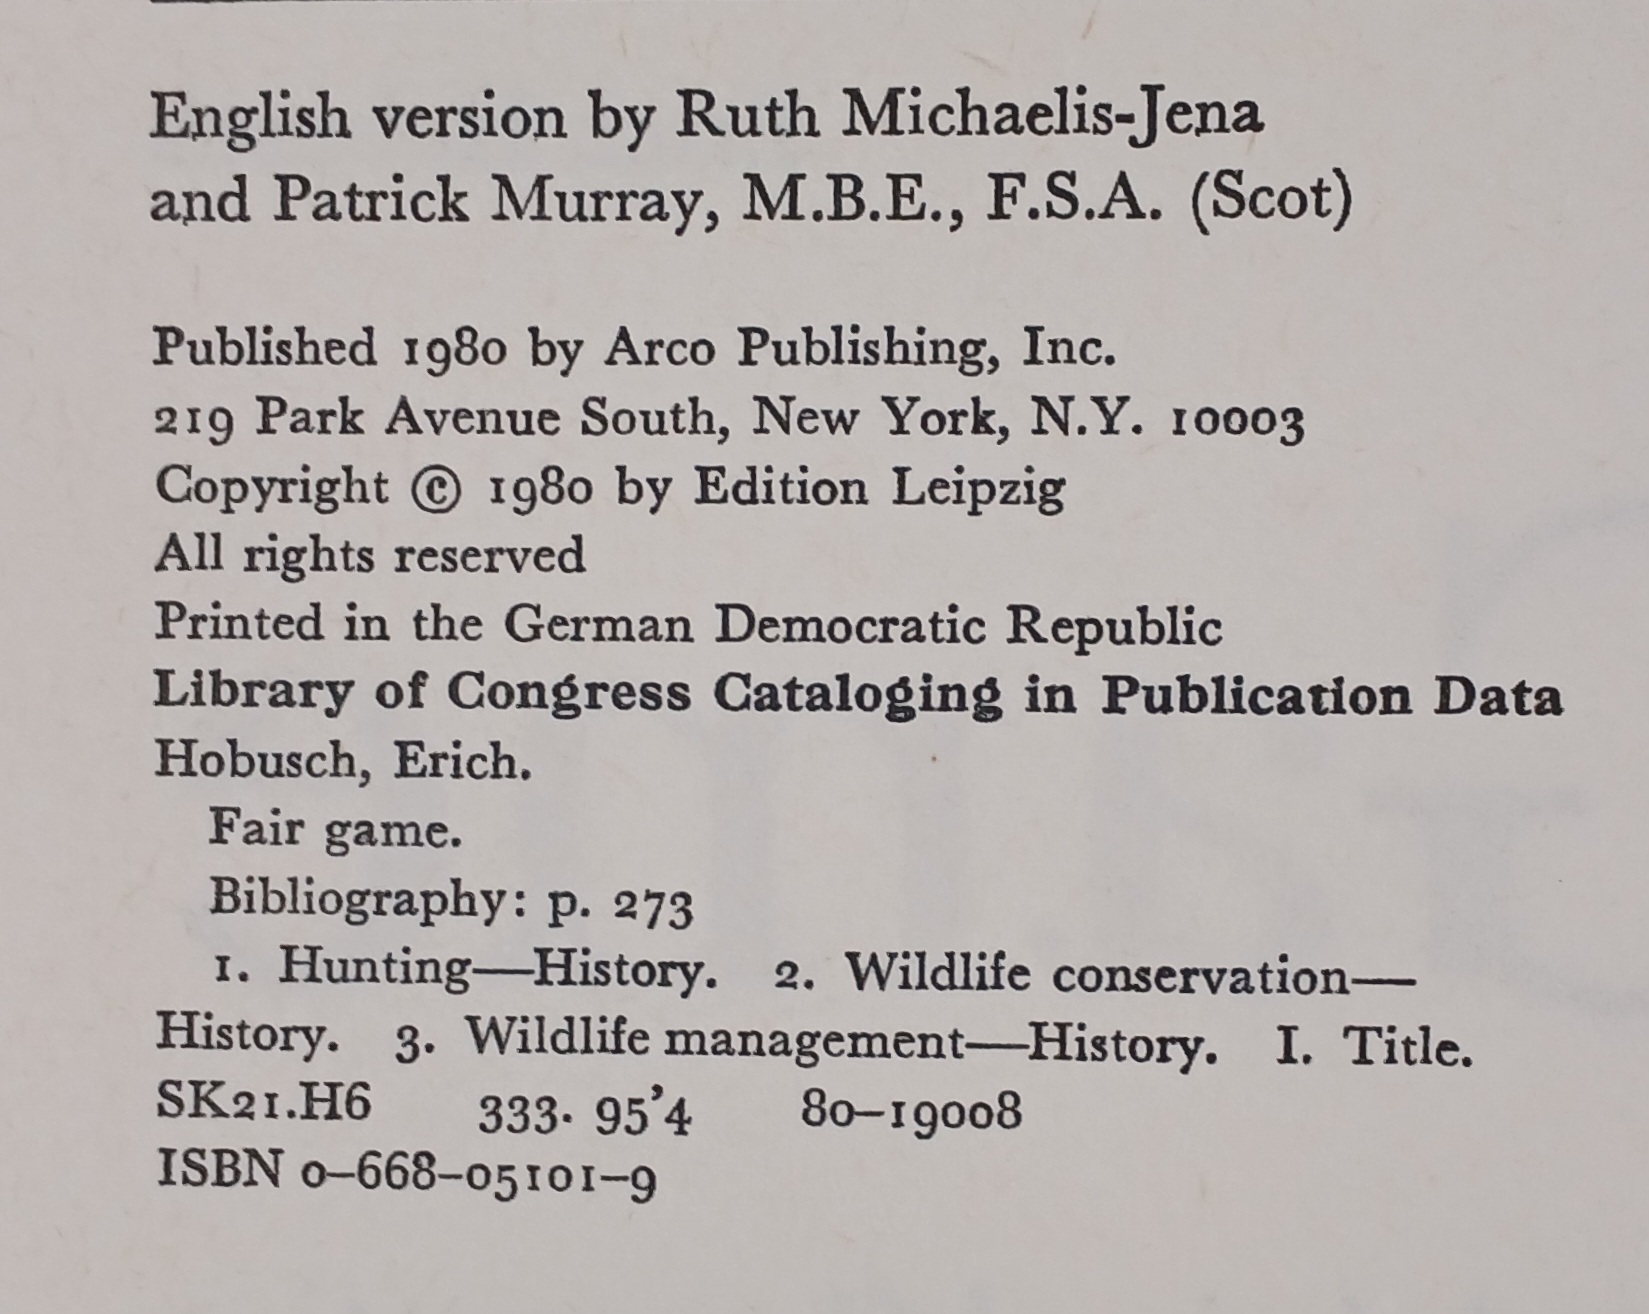 English version by Ruth Michaelis-Jena
and Patrick Murray, M.B.E., F.S.A. (Scot)
Published 1980 by Arco Publishing, Inc.
219 Park Avenue South, New York, N.Y. 10003
Copyright © 1980 by Edition Leipzig
All rights reserved
Printed in the German Democratic Republic
Library of Congress Cataloging in Publication Data
Hobusch, Erich.
Fair game.
Bibliography: p. 273
1. Hunting—History. 2. Wildlife conservation—
History. 3. Wildlife management—History. I. Title.
SK21.H6 333. 95’4 80–19008
ISBN 0–668–05101–9